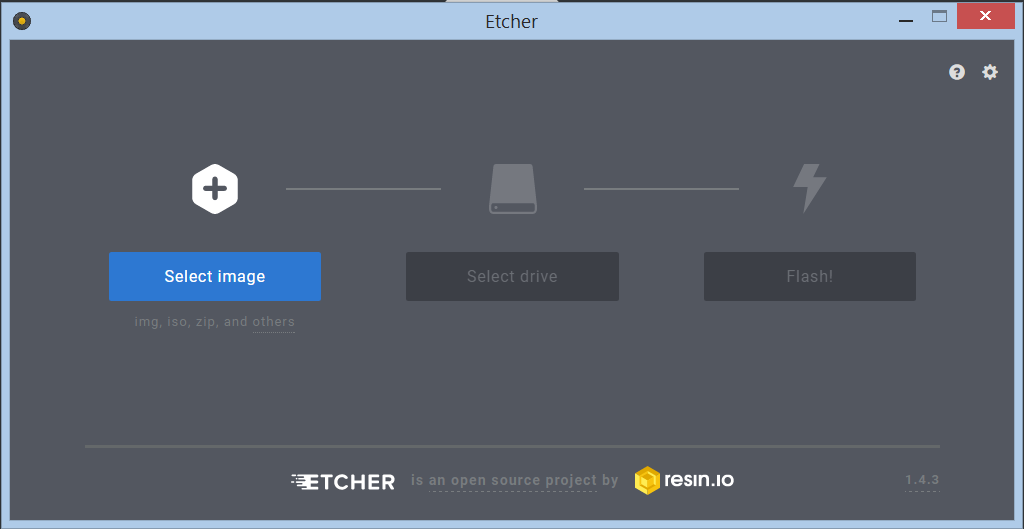 Etcher
Select image
Select drive
Flash!
img, iso, zip, and others
ETCHER is an open source project by resin.io
1.4.3